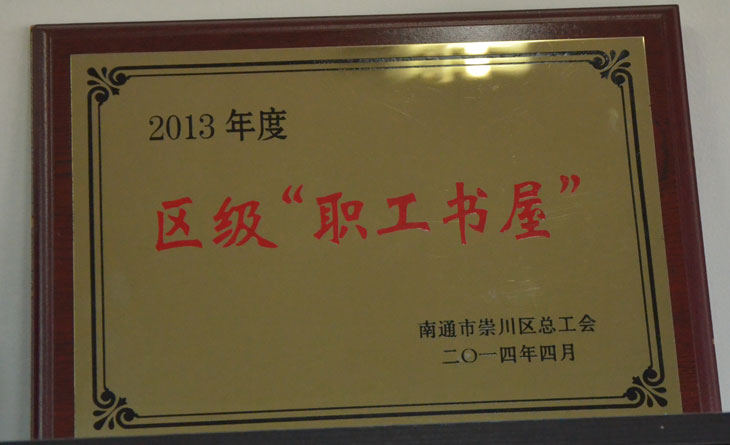 2013 年度
区级“职工书屋”
南通市崇川区总工会
二〇一四年四月